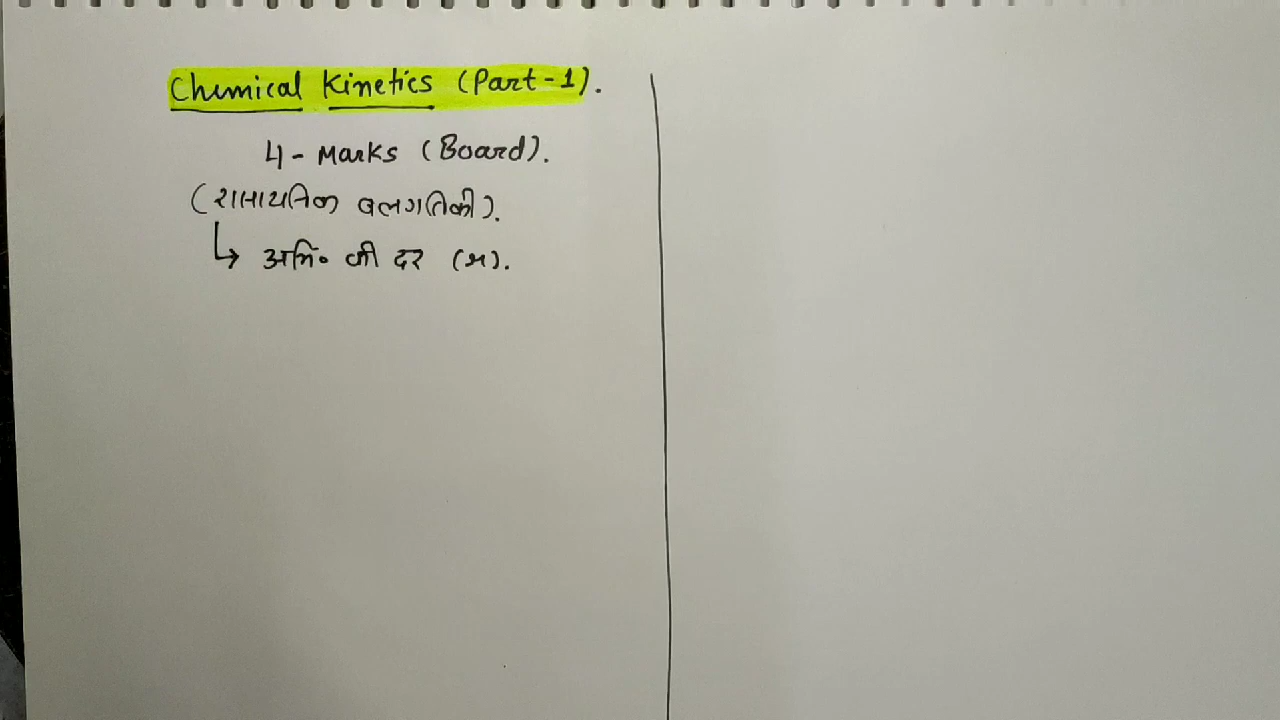 Chemical Kinetics (Part-1).
4- Marks (Board).
(रासायनिक बलगतिकी).
↳ अभि० की दर (r).